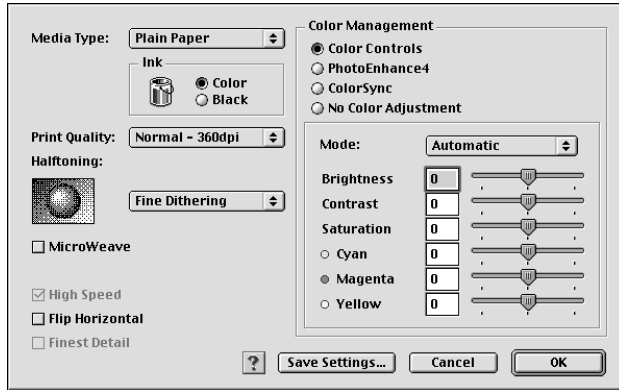 Media Type:
Plain Paper
Ink
Color
Black
Print Quality:
Normal - 360dpi
Halftoning:
Fine Dithering
MicroWeave
High Speed
Flip Horizontal
Finest Detail
Color Management
Color Controls
PhotoEnhance4
ColorSync
No Color Adjustment
Mode:
Automatic
Brightness 0
Contrast 0
Saturation 0
Cyan 0
Magenta 0
Yellow 0
?
Save Settings...
Cancel
OK